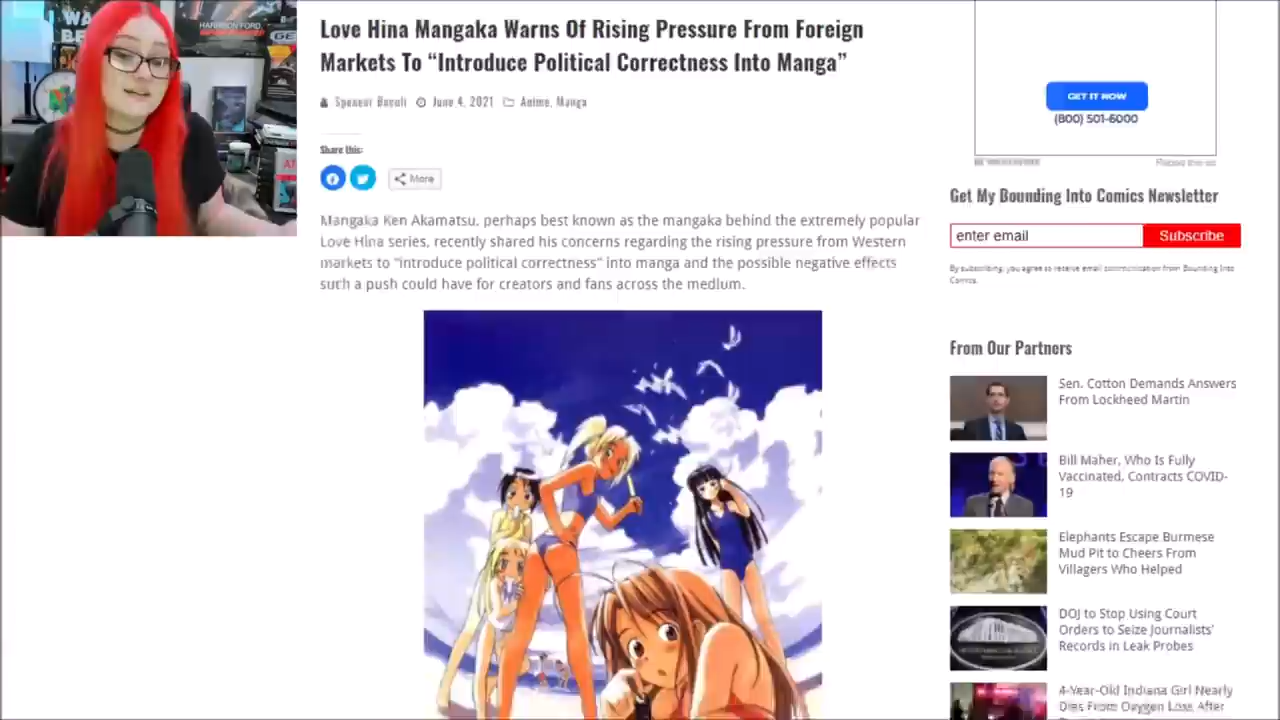 HARRISON FORD.
Love Hina Mangaka Warns Of Rising Pressure From Foreign
Markets To “Introduce Political Correctness Into Manga”
June 4, 2021 Anime, Manga
Share this:
More
Mangaka Ken Akamatsu, perhaps best known as the mangaka behind the extremely popular
Love Hina series, recently shared his concerns regarding the rising pressure from Western
markets to “introduce political correctness” into manga and the possible negative effects
such a push could have for creators and fans across the medium.
GET IT NOW
(800) 501-6000
Get My Bounding Into Comics Newsletter
enter email
Subscribe
By subscribing, you agree to receive email communication from Bounding Into
Comics.
From Our Partners
Sen. Cotton Demands Answers
From Lockheed Martin
Bill Maher, Who Is Fully
Vaccinated, Contracts COVID-
19
Elephants Escape Burmese
Mud Pit to Cheers From
Villagers Who Helped
DOJ to Stop Using Court
Orders to Seize Journalists'
Records in Leak Probes
4-Year-Old Indiana Girl Nearly
Dies From Oxygen Loss After